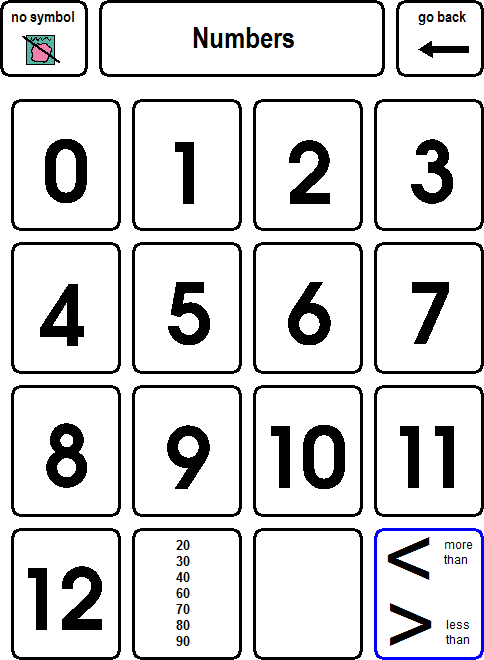 no symbol
Numbers
go back
0 1 2 3
4 5 6 7
8 9 10 11
12
20
30
40
60
70
80
90
< more than
> less than